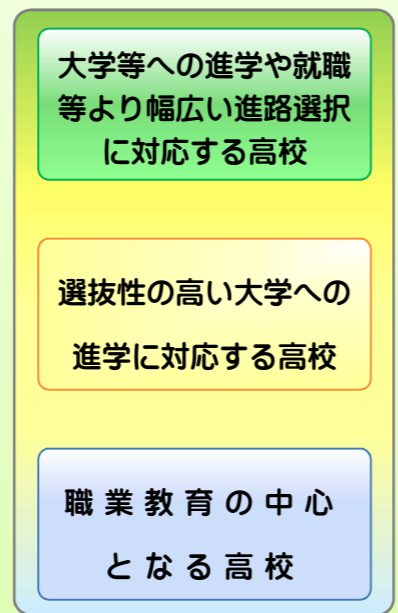 大学等への進学や就職
等より幅広い進路選択
に対応する高校
選抜性の高い大学への
進学に対応する高校
職業教育の中心
となる高校